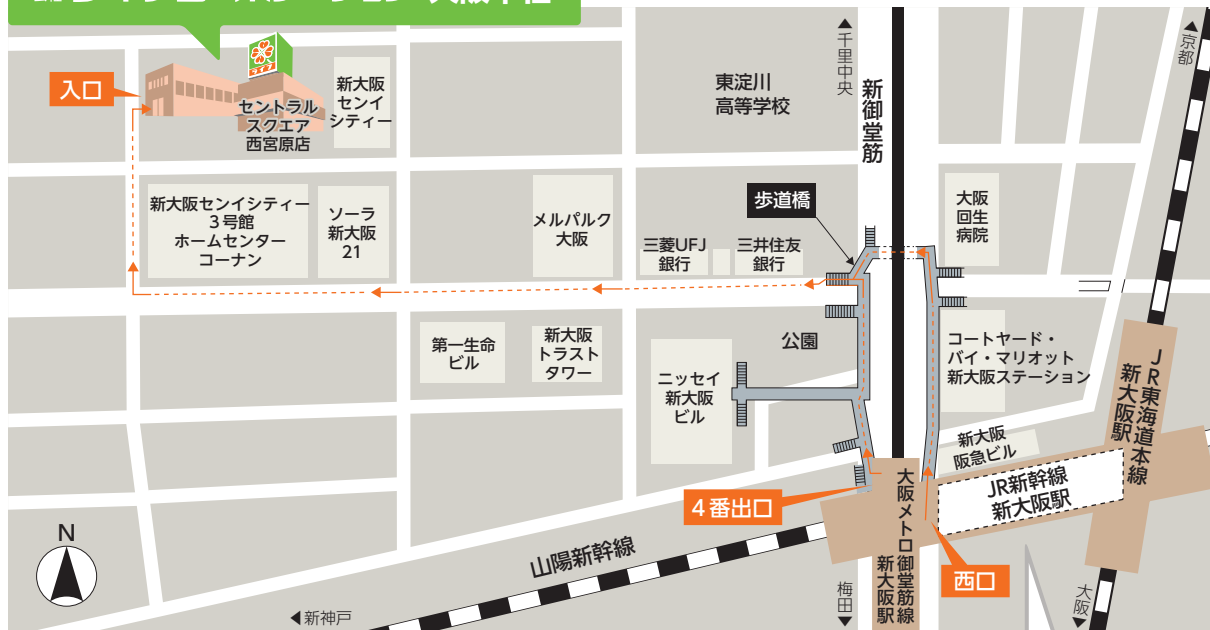 入口
ライフ
セントラル
スクエア
西宮原店
新大阪
センイ
シティー
東淀川
高等学校
▲千里中央
新御堂筋
▲京都
新大阪センイシティー
3号館
ホームセンター
コーナン
ソーラ
新大阪
21
メルパルク
大阪
三菱UFJ
銀行
三井住友
銀行
歩道橋
大阪
回生
病院
第一生命
ビル
新大阪
トラスト
タワー
ニッセイ
新大阪
ビル
公園
コートヤード・
バイ・マリオット
新大阪ステーション
新大阪
阪急ビル
JR東海道本線
新大阪駅
JR新幹線
新大阪駅
4番出口
大阪メトロ御堂筋線
新大阪駅
西口
山陽新幹線
◀新神戸
梅田▼
大阪▼
N